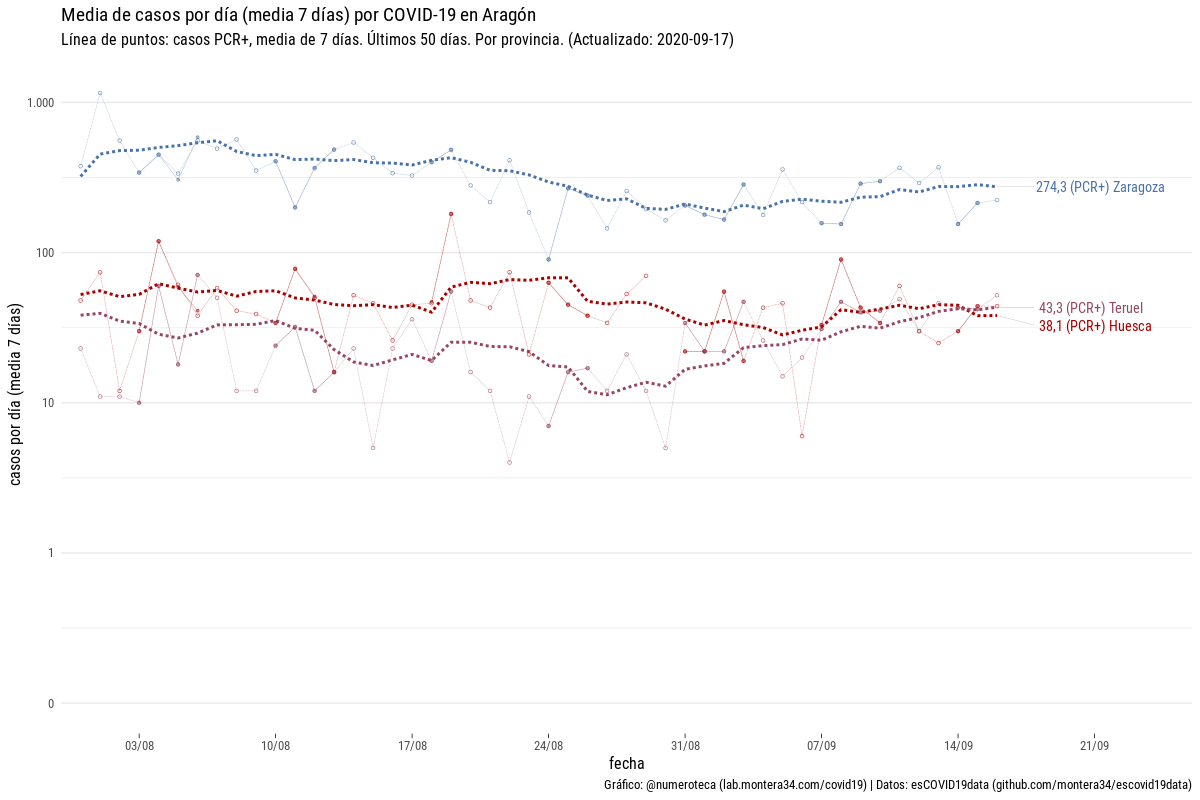 Media de casos por día (media 7 días) por COVID-19 en Aragón
Línea de puntos: casos PCR+, media de 7 días. Últimos 50 días. Por provincia. (Actualizado: 2020-09-17)
casos por día (media 7 días)
1.000
100
10
1
0
274,3 (PCR+) Zaragoza
43,3 (PCR+) Teruel
38,1 (PCR+) Huesca
03/08
10/08
17/08
24/08
31/08
07/09
14/09
21/09
fecha
Gráfico: @numeroteca (lab.montera34.com/covid19) | Datos: esCOVID19data (github.com/montera34/escovid19data)